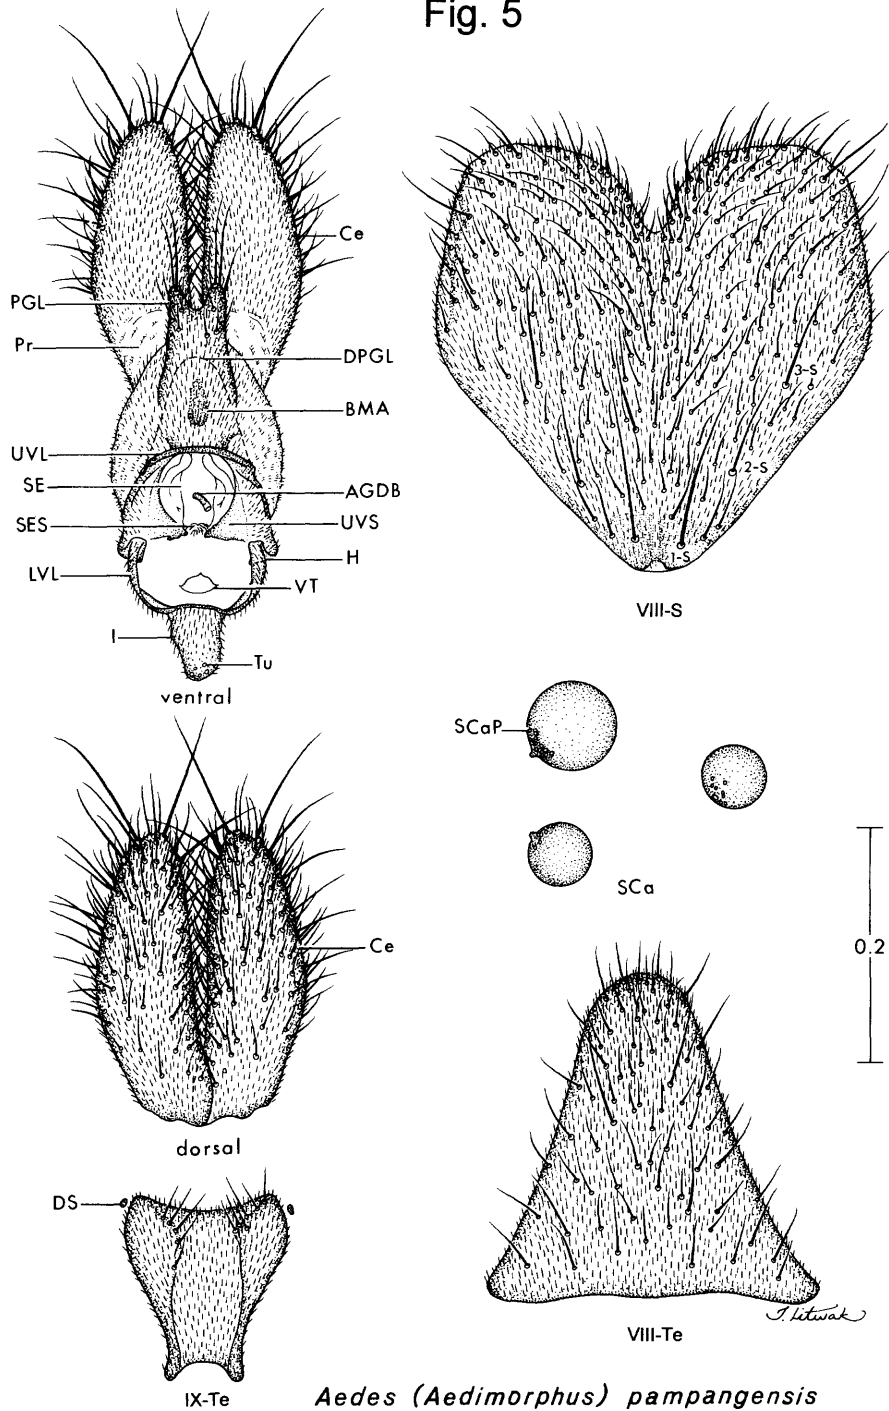 Fig. 5
Ce
PGL
Pr
DPGL
BMA
UVL
SE
AGDB
SES
UVS
H
LVL
VT
I
Tu
ventral
3-S
2-S
1-S
VIII-S
SCaP
SCa
0.2
Ce
dorsal
DS
IX-Te
VIII-Te
T. Litwak
Aedes (Aedimorphus) pampangensis